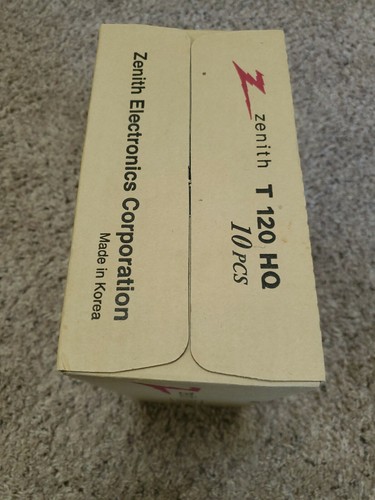 zenith
T 120 HQ
10 PCS
Zenith Electronics Corporation
Made in Korea